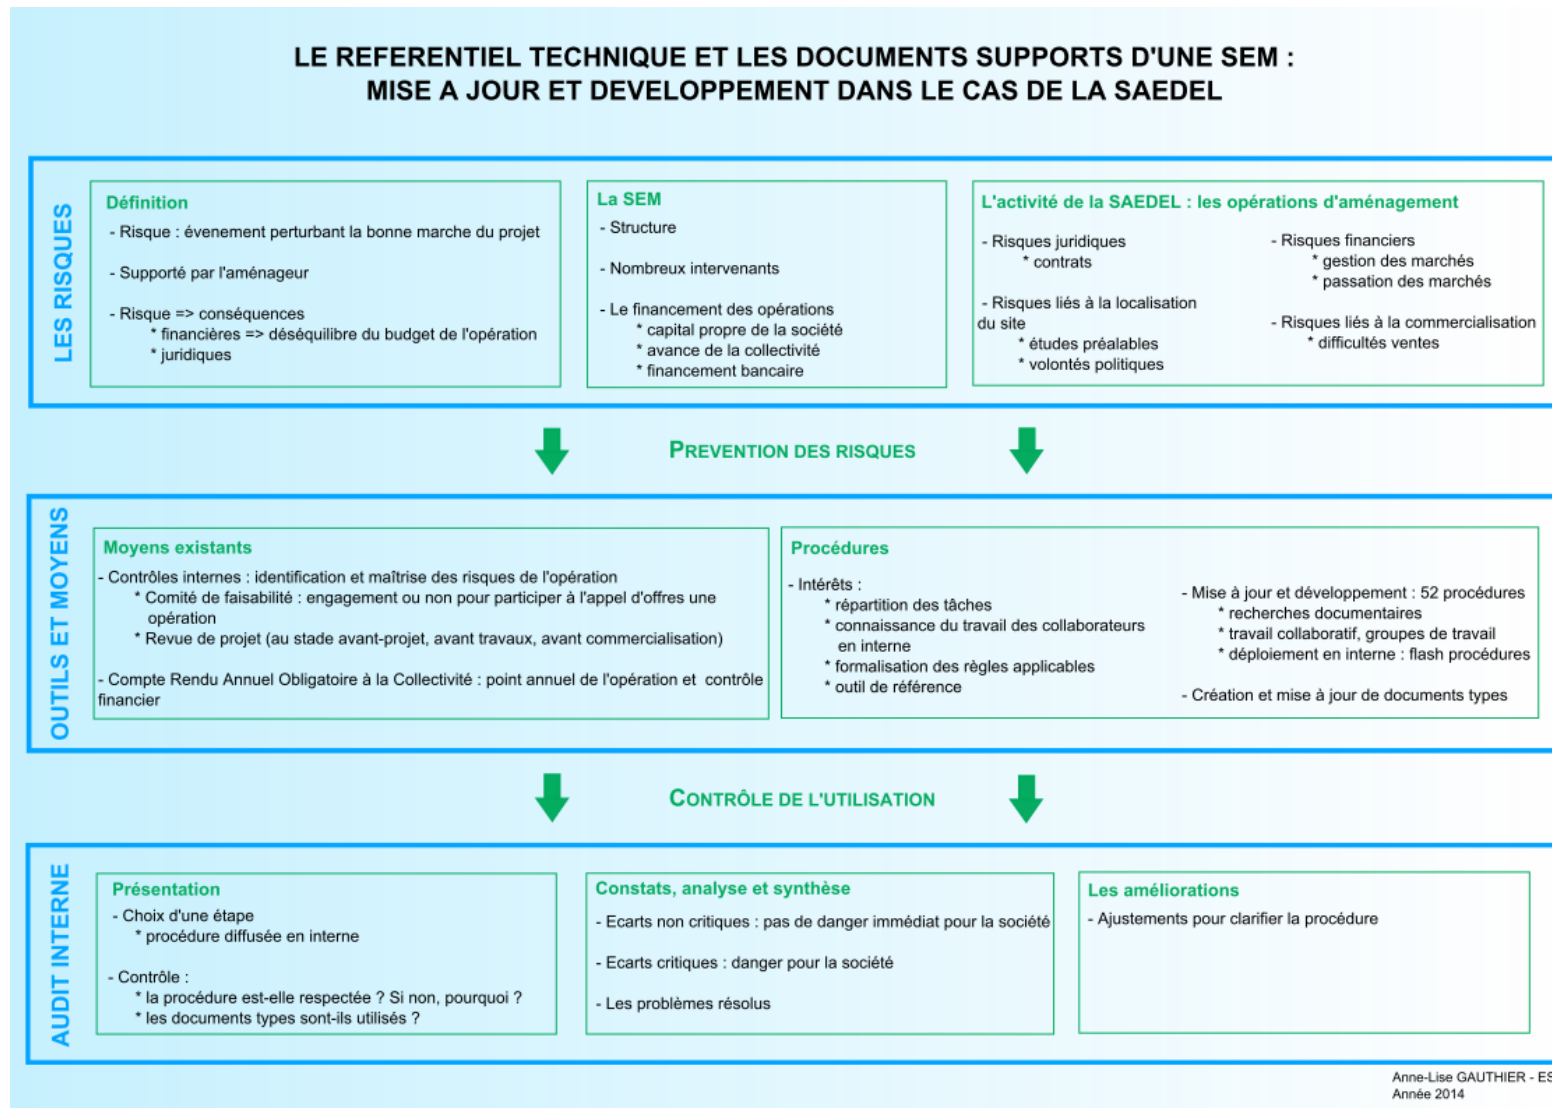 LE REFERENTIEL TECHNIQUE ET LES DOCUMENTS SUPPORTS D'UNE SEM :
MISE A JOUR ET DEVELOPPEMENT DANS LE CAS DE LA SAEDEL
LES RISQUES
Définition
- Risque : évenement perturbant la bonne marche du projet
- Supporté par l'aménageur
- Risque => conséquences
* financières => déséquilibre du budget de l'opération
* juridiques
La SEM
- Structure
- Nombreux intervenants
- Le financement des opérations
* capital propre de la société
* avance de la collectivité
* financement bancaire
L'activité de la SAEDEL : les opérations d'aménagement
- Risques juridiques
* contrats
- Risques liés à la localisation
du site
* études préalables
* volontés politiques
- Risques financiers
* gestion des marchés
* passation des marchés
- Risques liés à la commercialisation
* difficultés ventes
PREVENTION DES RISQUES
OUTILS ET MOYENS
Moyens existants
- Contrôles internes : identification et maîtrise des risques de l'opération
* Comité de faisabilité : engagement ou non pour participer à l'appel d'offres une
opération
* Revue de projet (au stade avant-projet, avant travaux, avant commercialisation)
- Compte Rendu Annuel Obligatoire à la Collectivité : point annuel de l'opération et contrôle
financier
Procédures
- Intérêts :
* répartition des tâches
* connaissance du travail des collaborateurs
en interne
* formalisation des règles applicables
* outil de référence
- Mise à jour et développement : 52 procédures
* recherches documentaires
* travail collaboratif, groupes de travail
* déploiement en interne : flash procédures
- Création et mise à jour de documents types
CONTRÔLE DE L'UTILISATION
AUDIT INTERNE
Présentation
- Choix d'une étape
* procédure diffusée en interne
- Contrôle :
* la procédure est-elle respectée ? Si non, pourquoi ?
* les documents types sont-ils utilisés ?
Constats, analyse et synthèse
- Ecarts non critiques : pas de danger immédiat pour la société
- Ecarts critiques : danger pour la société
- Les problèmes résolus
Les améliorations
- Ajustements pour clarifier la procédure
Anne-Lise GAUTHIER - ES
Année 2014